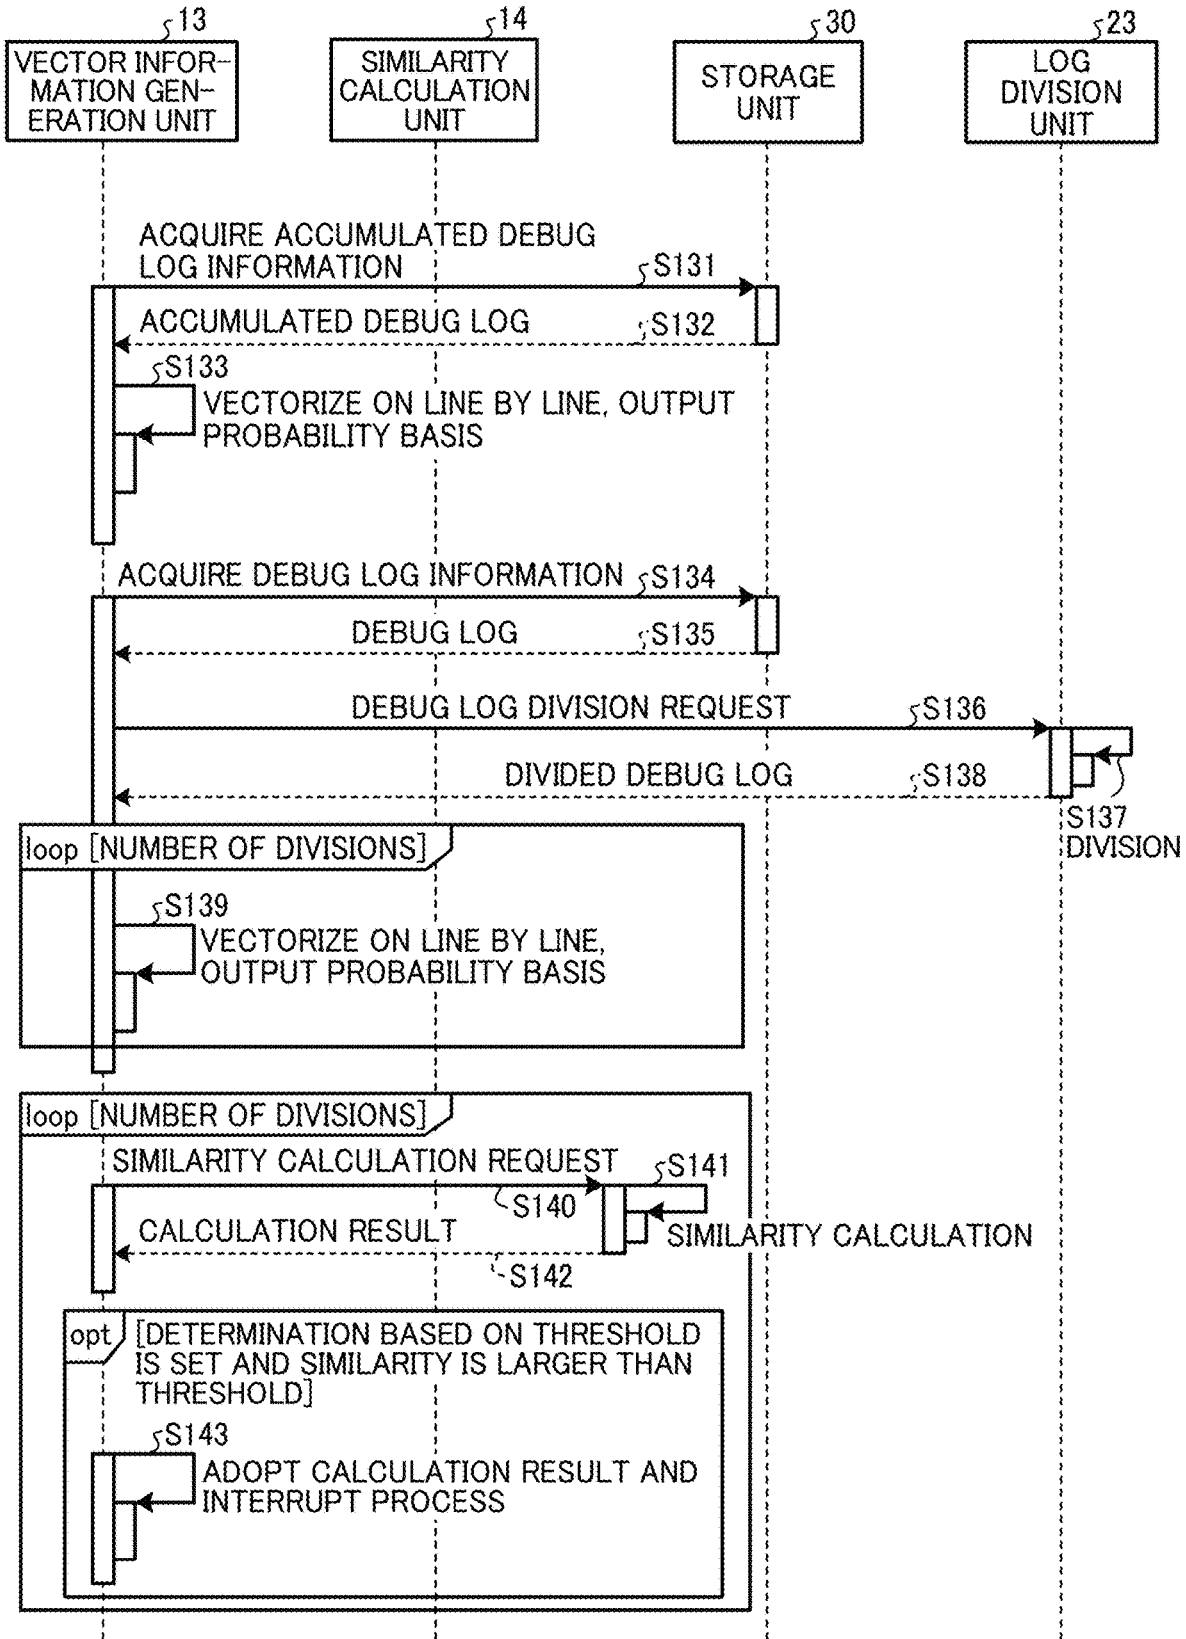 13
14
30
23
VECTOR INFOR-
MATION GEN-
ERATION UNIT
SIMILARITY
CALCULATION
UNIT
STORAGE
UNIT
LOG
DIVISION
UNIT
ACQUIRE ACCUMULATED DEBUG
LOG INFORMATION
S131
ACCUMULATED DEBUG LOG
S132
S133
VECTORIZE ON LINE BY LINE, OUTPUT
PROBABILITY BASIS
ACQUIRE DEBUG LOG INFORMATION
S134
DEBUG LOG
S135
DEBUG LOG DIVISION REQUEST
S136
DIVIDED DEBUG LOG
S138
S137
DIVISION
loop [NUMBER OF DIVISIONS]
S139
VECTORIZE ON LINE BY LINE,
OUTPUT PROBABILITY BASIS
loop [NUMBER OF DIVISIONS]
SIMILARITY CALCULATION REQUEST
S141
S140
CALCULATION RESULT
SIMILARITY CALCULATION
S142
opt [DETERMINATION BASED ON THRESHOLD
IS SET AND SIMILARITY IS LARGER THAN
THRESHOLD]
S143
ADOPT CALCULATION RESULT AND
INTERRUPT PROCESS